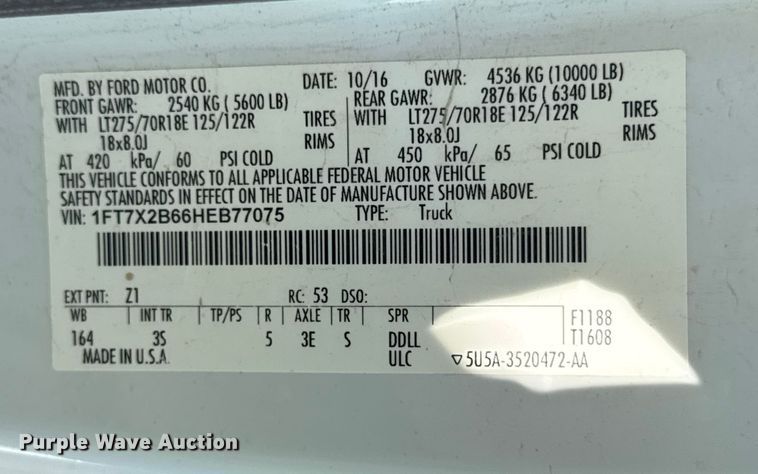 MFD. BY FORD MOTOR CO. DATE: 10/16 GVWR: 4536 KG (10000 LB)
FRONT GAWR: 2540 KG ( 5600 LB) REAR GAWR: 2876 KG ( 6340 LB)
WITH LT275/70R18E 125/122R TIRES WITH LT275/70R18E 125/122R TIRES
18x8.0J RIMS 18x8.0J RIMS
AT 420 kPa/ 60 PSI COLD AT 450 kPa/ 65 PSI COLD
THIS VEHICLE CONFORMS TO ALL APPLICABLE FEDERAL MOTOR VEHICLE
SAFETY STANDARDS IN EFFECT ON THE DATE OF MANUFACTURE SHOWN ABOVE.
VIN: 1FT7X2B66HEB77075 TYPE: Truck
EXT PNT: Z1 RC: 53 DSO:
WB INT TR TP/PS R AXLE TR SPR F1188
164 3S 5 3E S DDLL T1608
MADE IN U.S.A. ULC ▽5U5A-3520472-AA
Purple Wave Auction